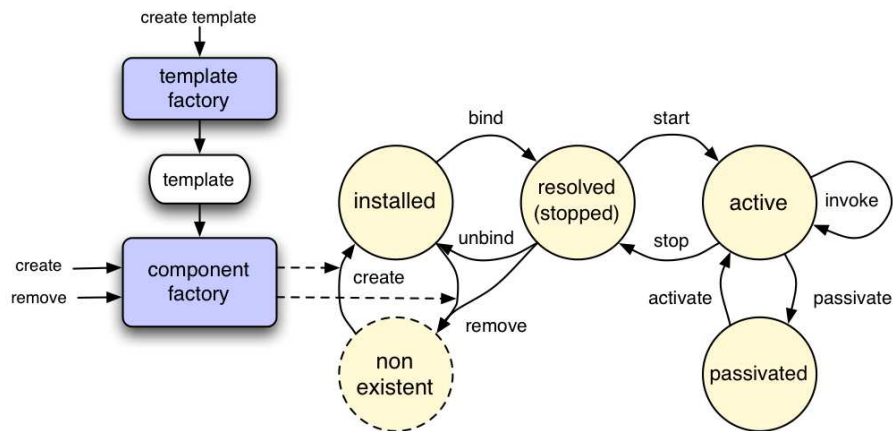 create template
template
factory
template
create
remove
component
factory
bind
start
installed
resolved
(stopped)
active
invoke
unbind
stop
create
remove
activate
passivate
non
existent
passivated